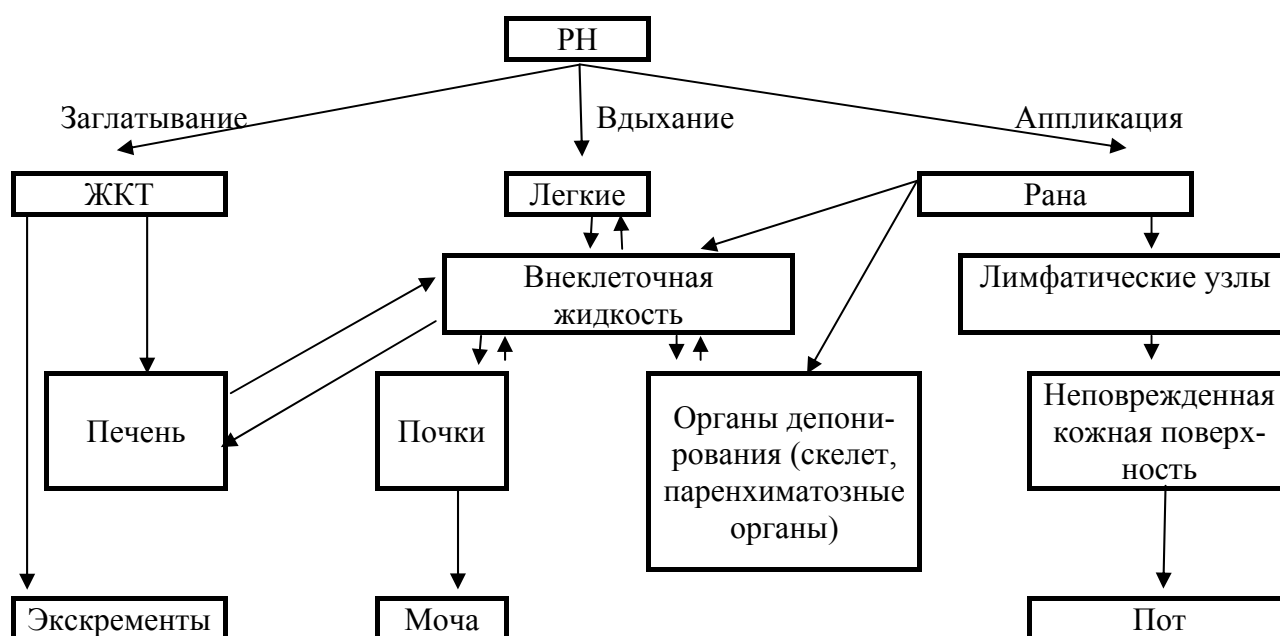 РН
Заглатывание
Вдыхание
Аппликация
ЖКТ
Легкие
Рана
Внеклеточная
жидкость
Лимфатические узлы
Печень
Почки
Органы депони-
рования (скелет,
паренхиматозные
органы)
Неповрежденная
кожная поверх-
ность
Экскременты
Моча
Пот